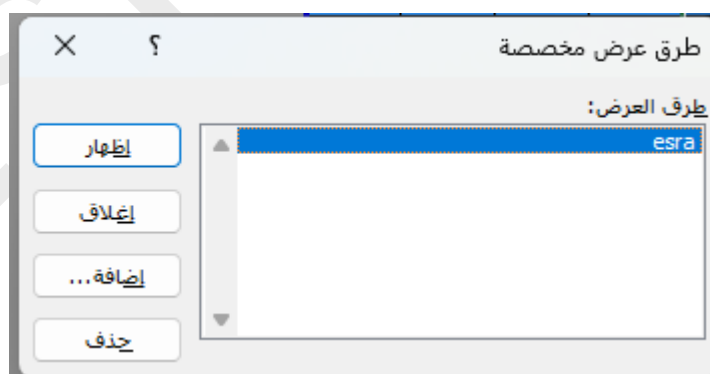 طرق عرض مخصصة ؟
طرق العرض:
esra
إظهار
إغلاق
إضافة...
حذف